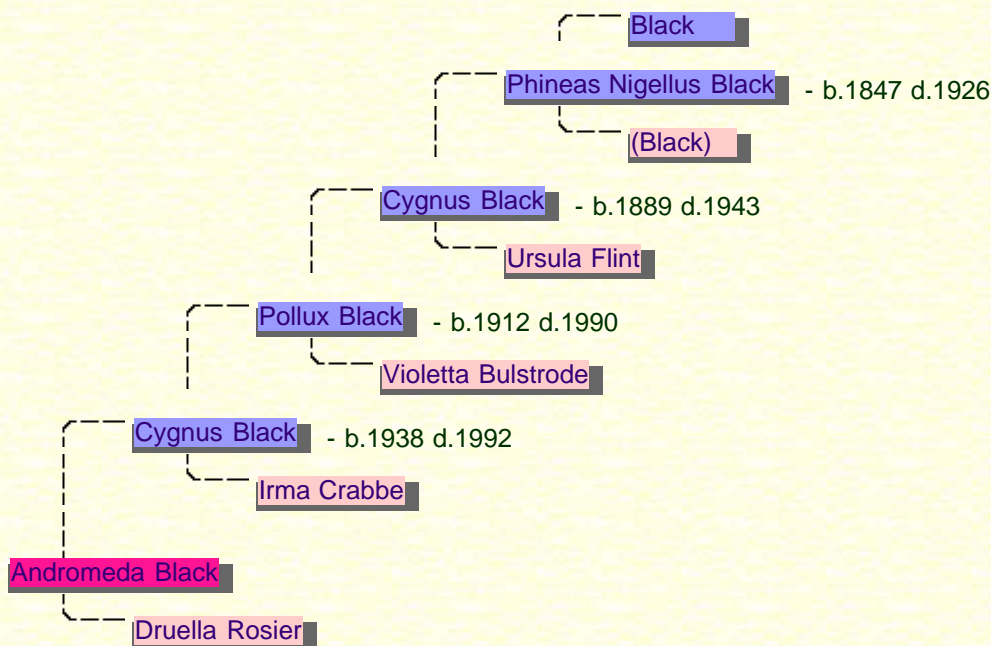 Black
Phineas Nigellus Black - b.1847 d.1926
(Black)
Cygnus Black - b.1889 d.1943
Ursula Flint
Pollux Black - b.1912 d.1990
Violetta Bulstrode
Cygnus Black - b.1938 d.1992
Irma Crabbe
Andromeda Black
Druella Rosier